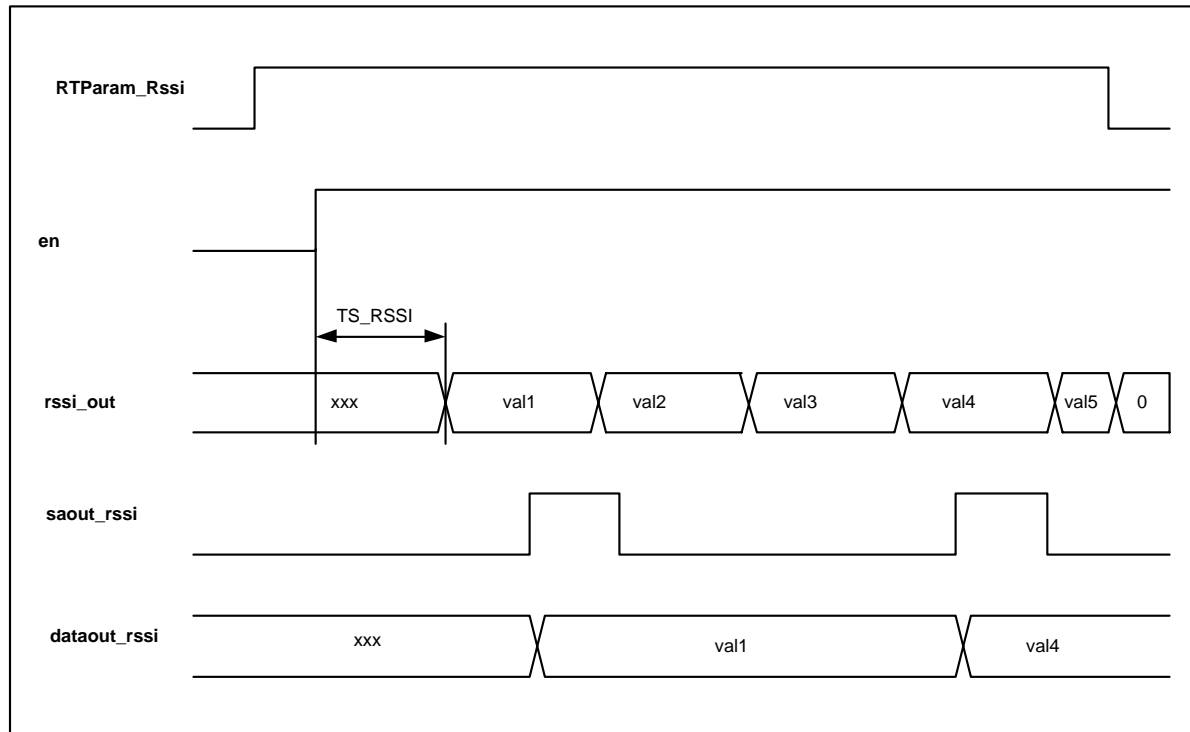 RTParam_Rssi
en
TS_RSSI
rssi_out
xxx
val1
val2
val3
val4
val5
0
saout_rssi
dataout_rssi
xxx
val1
val4